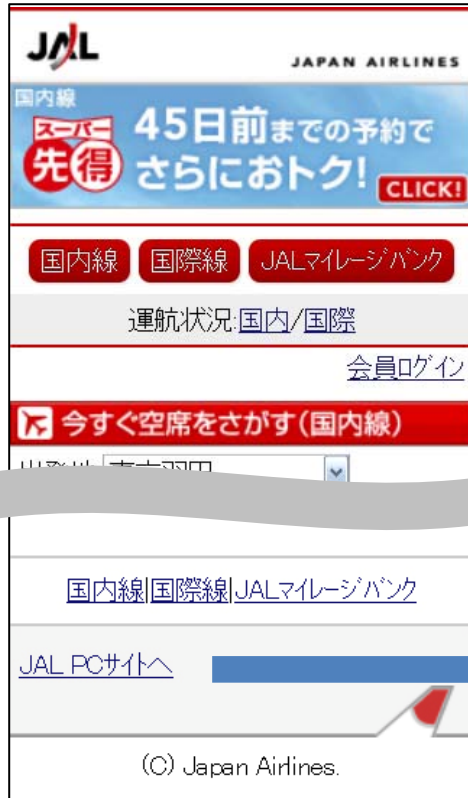 JAL
JAPAN AIRLINES
国内線
スーパー
先得
45日前までの予約で
さらにおトク!
CLICK!
国内線 国際線 JALマイレージバンク
運航状況:国内/国際
会員ログイン
今すぐ空席をさがす(国内線)
国内線|国際線|JALマイレージバンク
JAL PCサイトへ
(C) Japan Airlines.